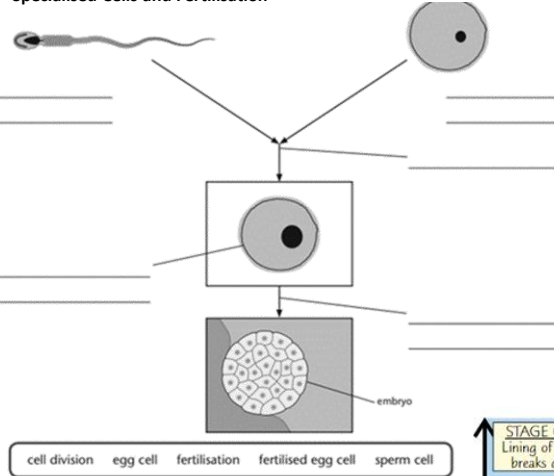 Specialised Cells and Fertilisation
embryo
cell division egg cell fertilisation fertilised egg cell sperm cell
STAGE
Lining of
breaks